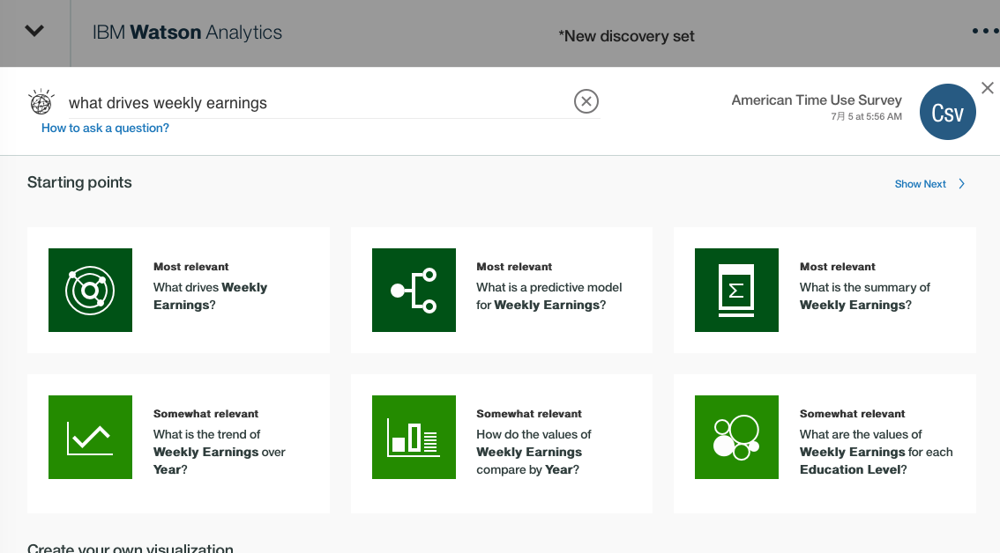 IBM Watson Analytics
*New discovery set
what drives weekly earnings
How to ask a question?
American Time Use Survey
7月 5 at 5:56 AM
Csv
Starting points
Show Next
Most relevant
What drives Weekly
Earnings?
Most relevant
What is a predictive model
for Weekly Earnings?
Most relevant
What is the summary of
Weekly Earnings?
Somewhat relevant
What is the trend of
Weekly Earnings over
Year?
Somewhat relevant
How do the values of
Weekly Earnings
compare by Year?
Somewhat relevant
What are the values of
Weekly Earnings for each
Education Level?
Create your own visualization